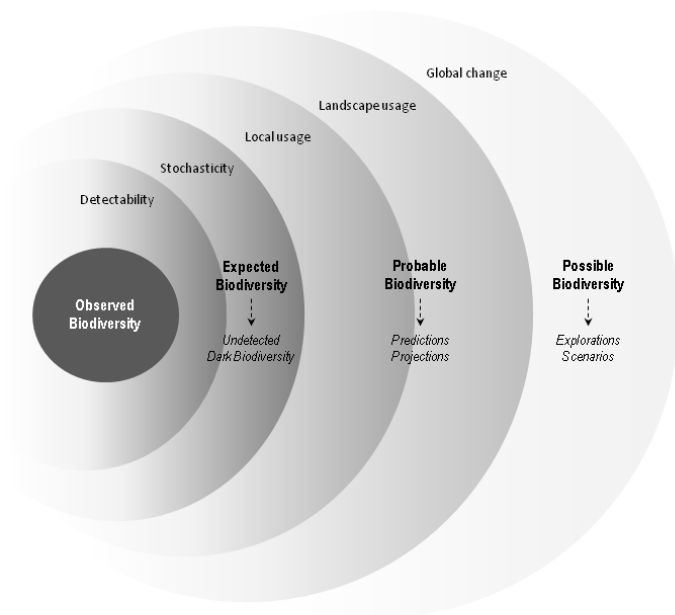 Global change
Landscape usage
Local usage
Stochasticity
Detectability
Observed
Biodiversity
Expected
Biodiversity
Undetected
Dark Biodiversity
Probable
Biodiversity
Predictions
Projections
Possible
Biodiversity
Explorations
Scenarios